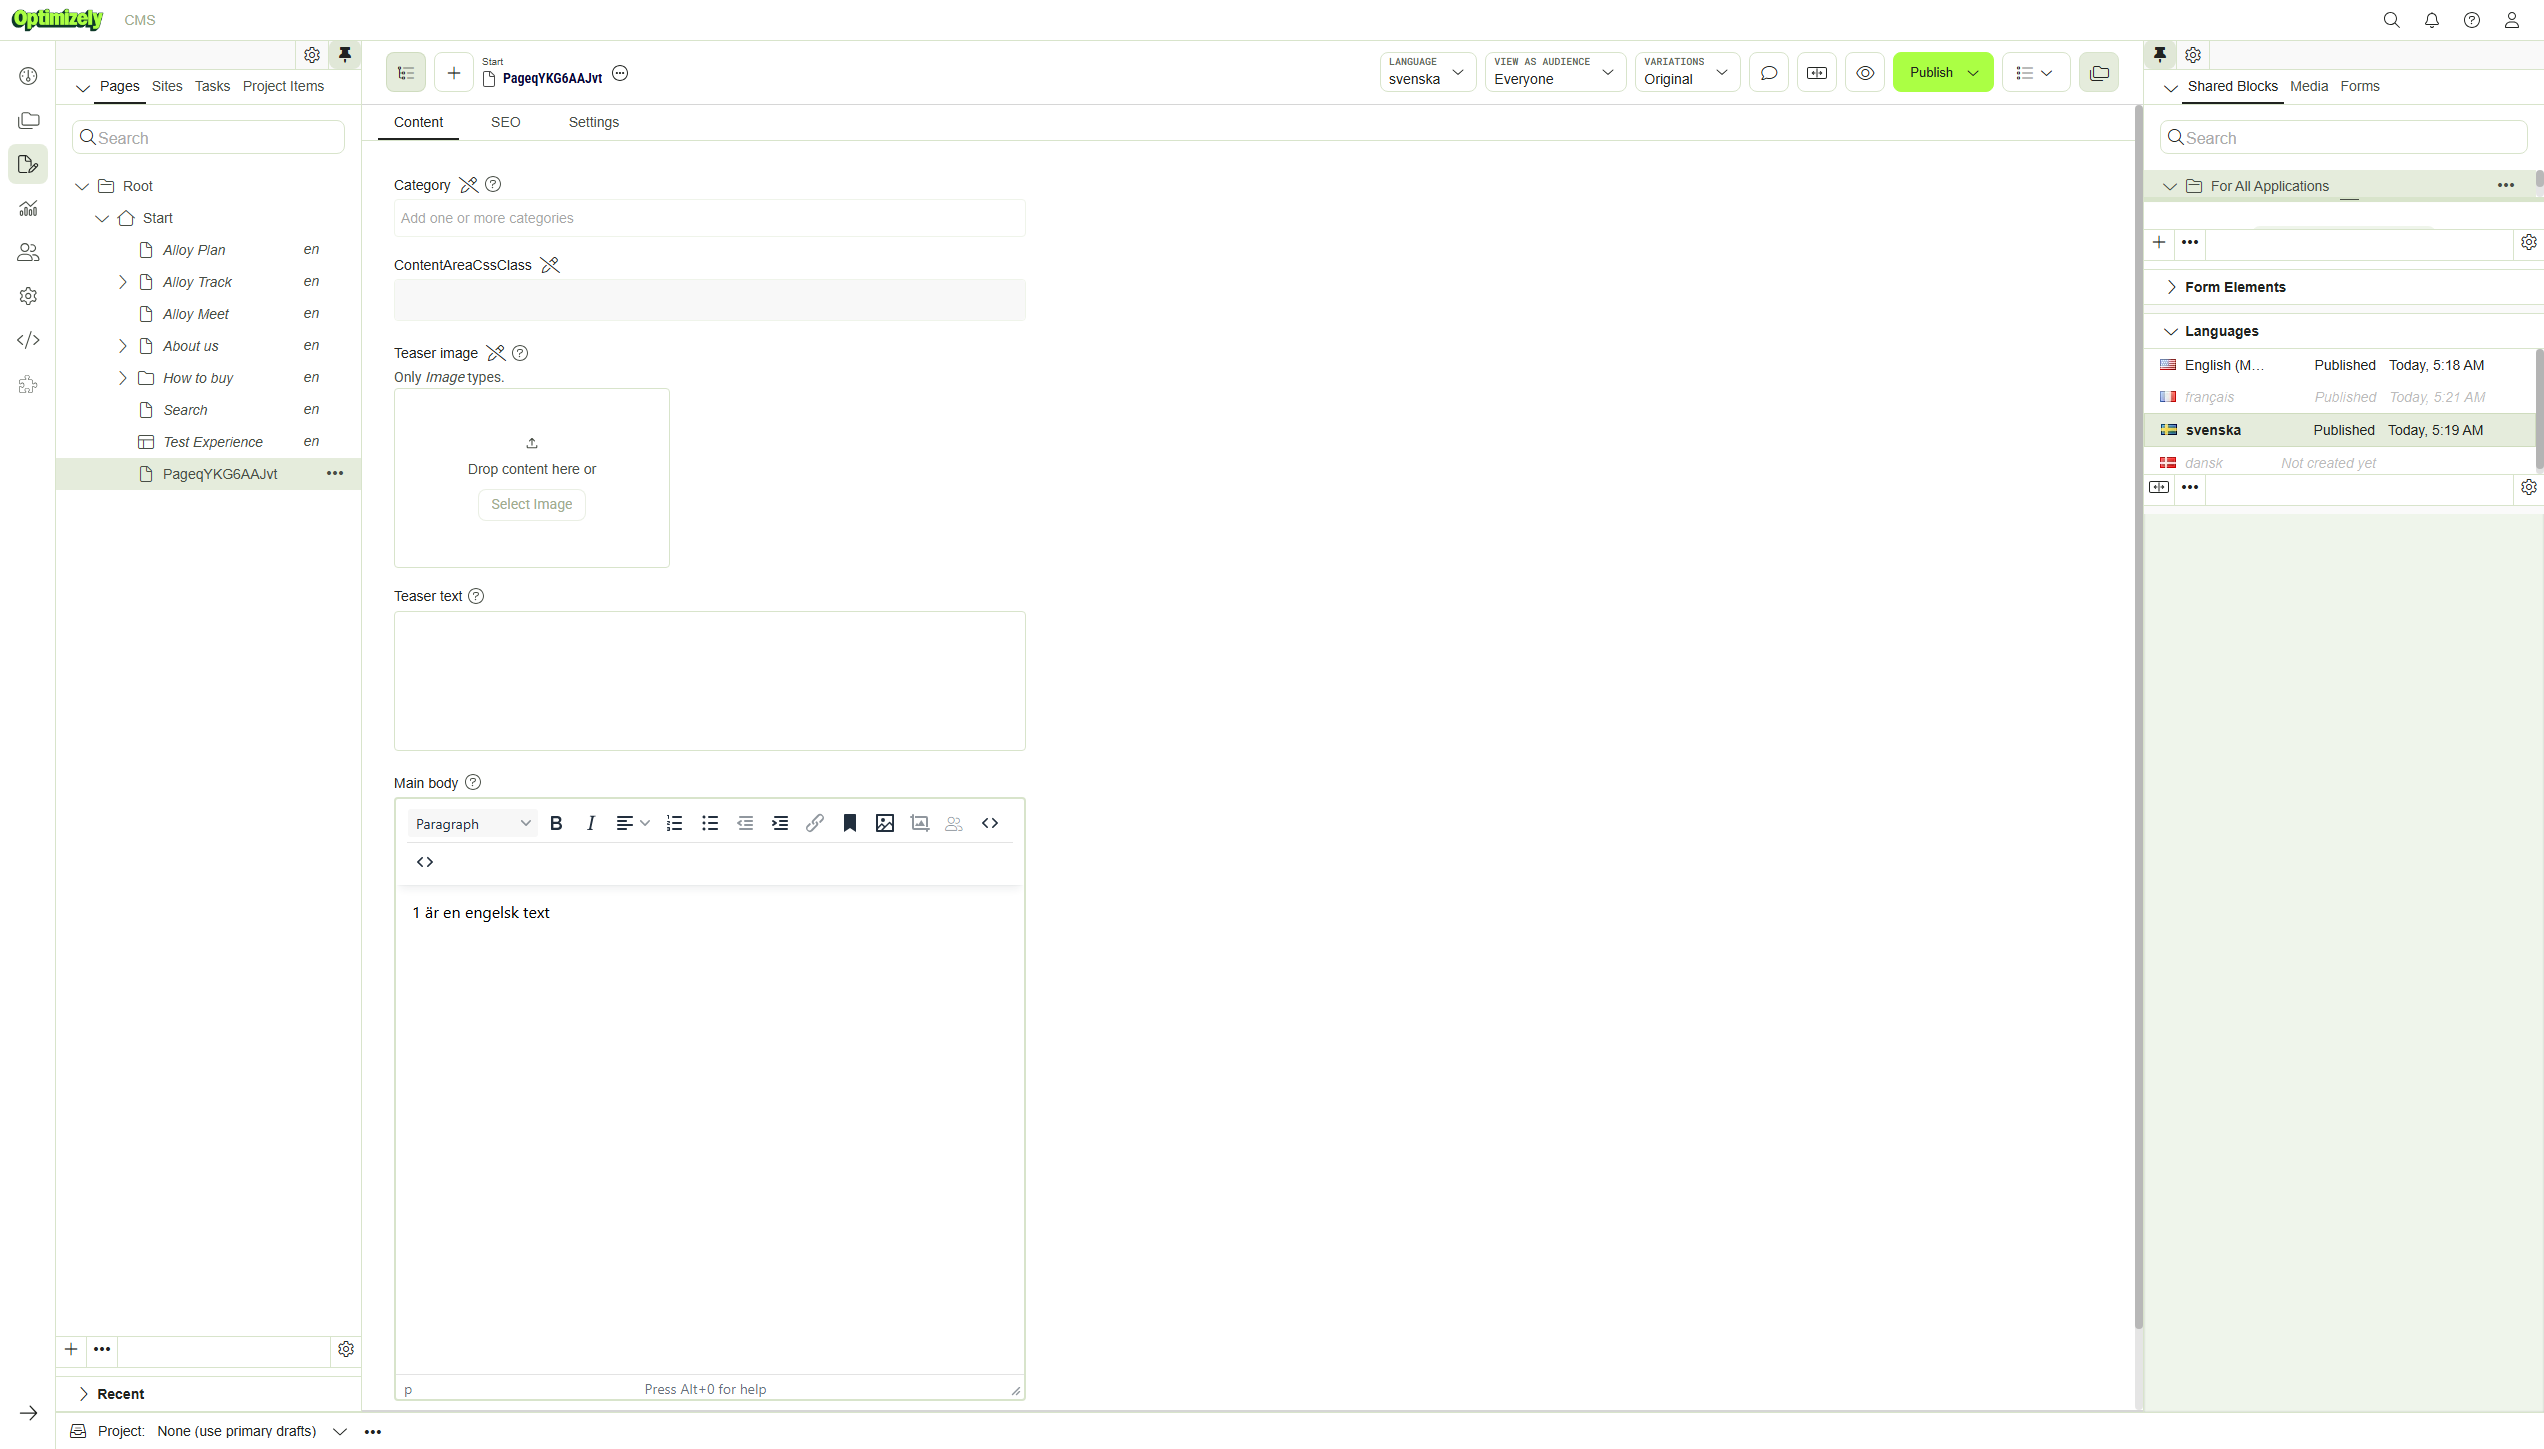 Optimizely CMS
Pages Sites Tasks Project Items
Search
Root
Start
Alloy Plan en
Alloy Track en
Alloy Meet en
About us en
How to buy en
Search en
Test Experience en
PageqYKG6AAJvt
Recent
Project: None (use primary drafts)
Start
PageqYKG6AAJvt
LANGUAGE
svenska
VIEW AS AUDIENCE
Everyone
VARIATIONS
Original
Publish
Content SEO Settings
Category
Add one or more categories
ContentAreaCssClass
Teaser image
Only Image types.
Drop content here or
Select Image
Teaser text
Main body
Paragraph
1 är en engelsk text
p Press Alt+0 for help
Shared Blocks Media Forms
Search
For All Applications
Form Elements
Languages
English (M... Published Today, 5:18 AM
français Published Today, 5:21 AM
svenska Published Today, 5:19 AM
dansk Not created yet